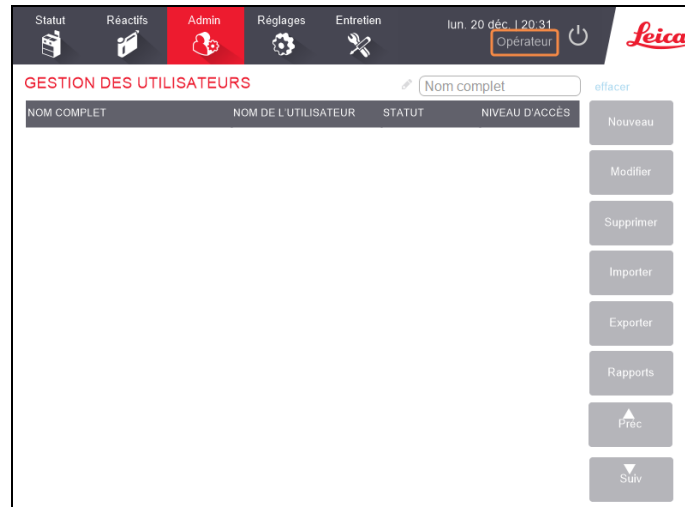 Statut Réactifs Admin Réglages Entretien lun. 20 déc. | 20:31
Opérateur
Leica
GESTION DES UTILISATEURS Nom complet effacer
NOM COMPLET NOM DE L'UTILISATEUR STATUT NIVEAU D'ACCÈS
Nouveau
Modifier
Supprimer
Importer
Exporter
Rapports
Préc
Suiv